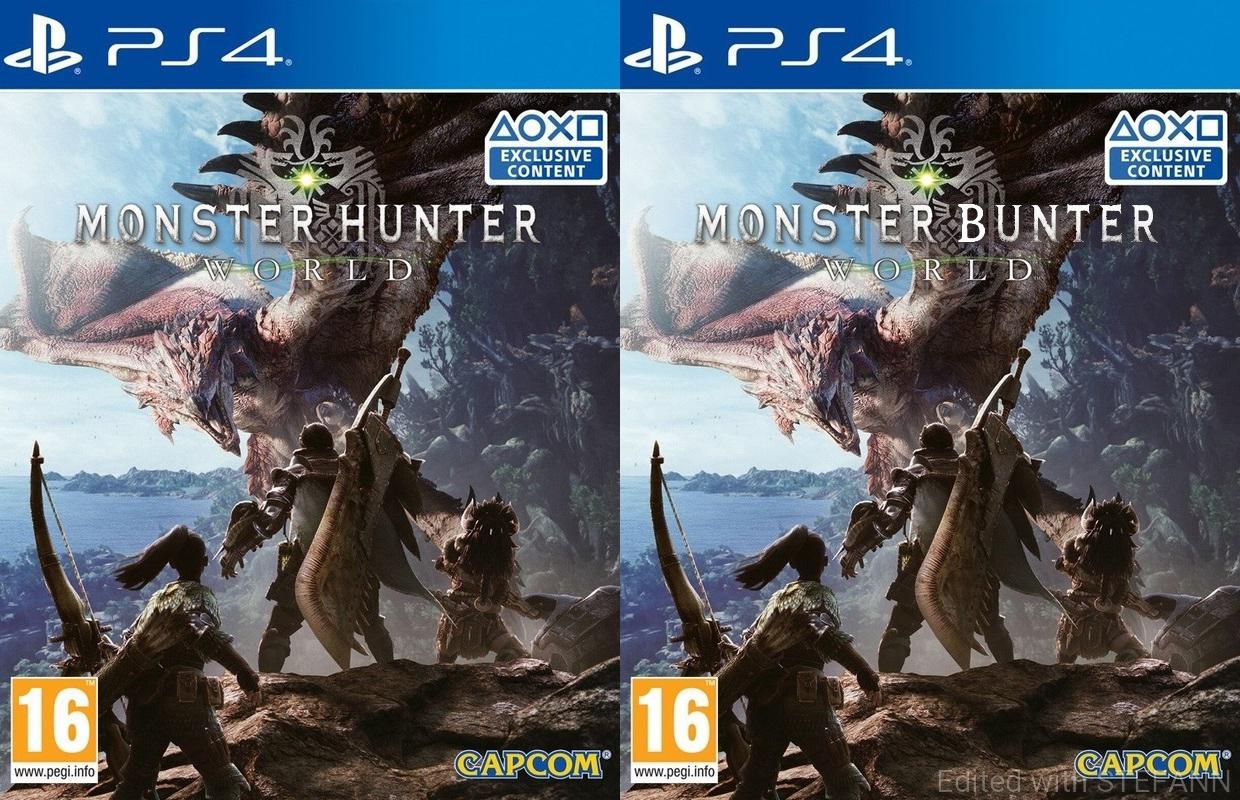 PS4
EXCLUSIVE
CONTENT
MONSTER HUNTER
WORLD
16
www.pegi.info
CAPCOM
PS4
EXCLUSIVE
CONTENT
MONSTER BUNTER
WORLD
16
www.pegi.info
CAPCOM
Edited with STEFANN